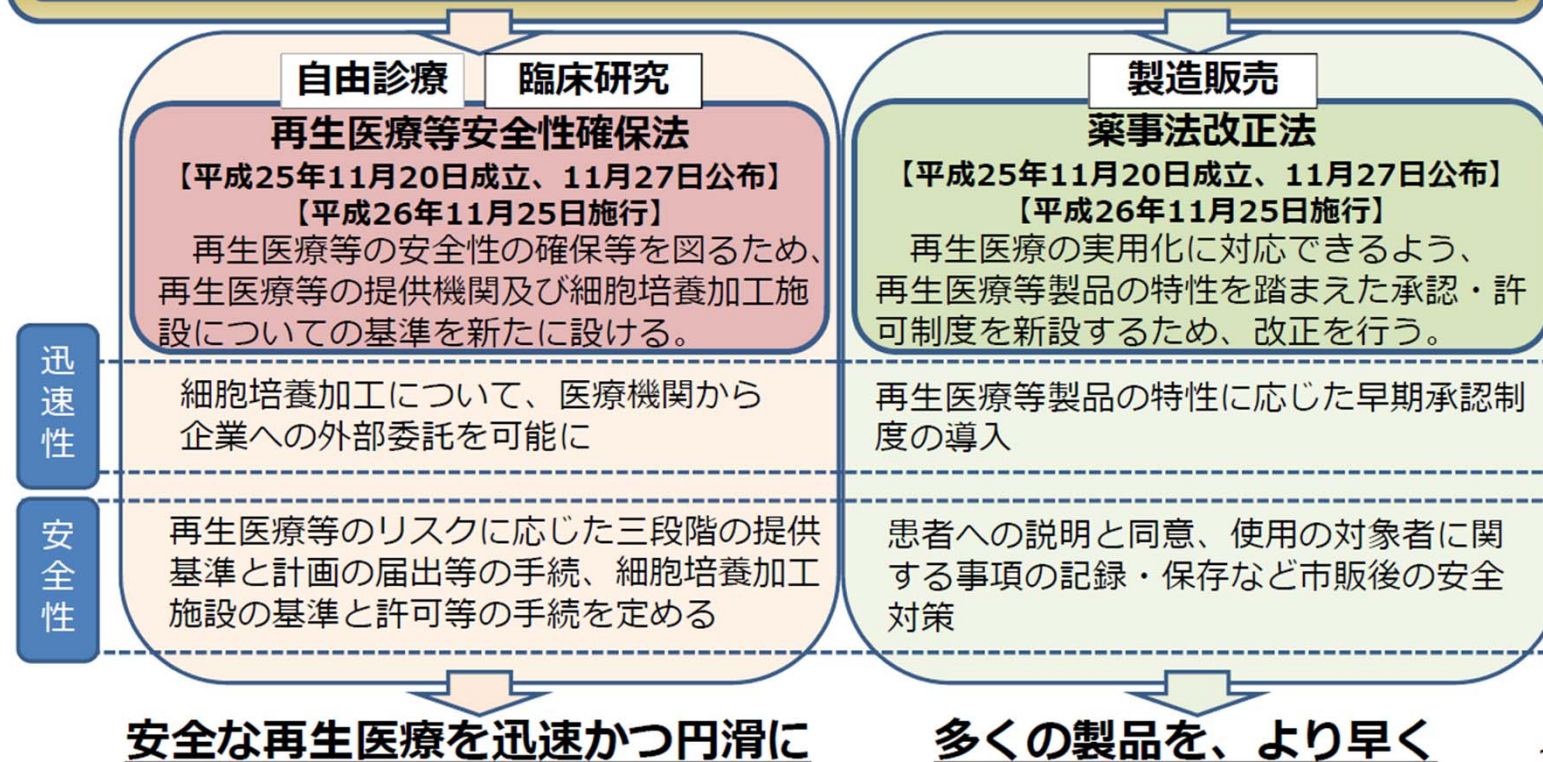 自由診療
臨床研究
再生医療等安全性確保法
【平成25年11月20日成立、11月27日公布】
【平成26年11月25日施行】
再生医療等の安全性の確保等を図るため、
再生医療等の提供機関及び細胞培養加工施
設についての基準を新たに設ける。
製造販売
薬事法改正法
【平成25年11月20日成立、11月27日公布】
【平成26年11月25日施行】
再生医療の実用化に対応できるよう、
再生医療等製品の特性を踏まえた承認・許
可制度を新設するため、改正を行う。
迅速性
細胞培養加工について、医療機関から
企業への外部委託を可能に
再生医療等製品の特性に応じた早期承認制
度の導入
安全性
再生医療等のリスクに応じた三段階の提供
基準と計画の届出等の手続、細胞培養加工
施設の基準と許可等の手続を定める
患者への説明と同意、使用の対象者に関
する事項の記録・保存など市販後の安全
対策
安全な再生医療を迅速かつ円滑に
多くの製品を、より早く